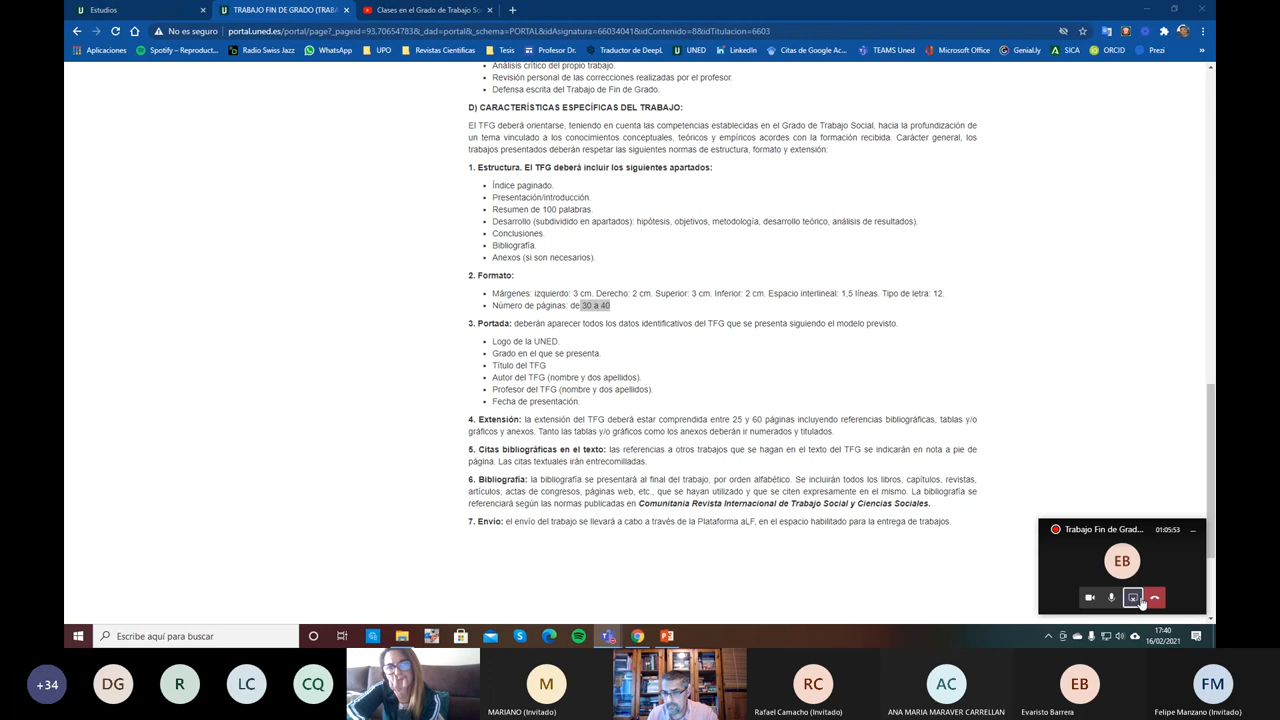 Estudios
TRABAJO FIN DE GRADO (TRABA
Clases en el Grado de Trabajo So
No es seguro
portal.uned.es/portal/page?_pageid=93,70654783&_dad=portal&_schema=PORTAL&idAsignatura=66034041&idContenido=8&idTitulacion=6603
Aplicaciones
Spotify – Reproduct...
Radio Swiss Jazz
WhatsApp
UPO
Revistas Científicas
Tesis
Profesor Dr.
Traductor de DeepL
UNED
LinkedIn
Citas de Google Ac...
TEAMS Uned
Microsoft Office
Genial.ly
SICA
ORCID
Prezi
»
Análisis crítico del propio trabajo.
Revisión personal de las correcciones realizadas por el profesor.
Defensa escrita del Trabajo de Fin de Grado.
D) CARACTERÍSTICAS ESPECÍFICAS DEL TRABAJO:
El TFG deberá orientarse, teniendo en cuenta las competencias establecidas en el Grado de Trabajo Social, hacia la profundización de
un tema vinculado a los conocimientos conceptuales, teóricos y empíricos acordes con la formación recibida. Carácter general, los
trabajos presentados deberán respetar las siguientes normas de estructura, formato y extensión:
1. Estructura. El TFG deberá incluir los siguientes apartados:
Índice paginado.
Presentación/introducción.
Resumen de 100 palabras.
Desarrollo (subdividido en apartados): hipótesis, objetivos, metodología, desarrollo teórico, análisis de resultados).
Conclusiones.
Bibliografía.
Anexos (si son necesarios).
2. Formato:
Márgenes: izquierdo: 3 cm. Derecho: 2 cm. Superior: 3 cm. Inferior: 2 cm. Espacio interlineal: 1,5 líneas. Tipo de letra: 12.
Número de páginas: de 30 a 40
3. Portada: deberán aparecer todos los datos identificativos del TFG que se presenta siguiendo el modelo previsto.
Logo de la UNED.
Grado en el que se presenta.
Título del TFG
Autor del TFG (nombre y dos apellidos).
Profesor del TFG (nombre y dos apellidos).
Fecha de presentación.
4. Extensión: la extensión del TFG deberá estar comprendida entre 25 y 60 páginas incluyendo referencias bibliográficas, tablas y/o
gráficos y anexos. Tanto las tablas y/o gráficos como los anexos deberán ir numerados y titulados.
5. Citas bibliográficas en el texto: las referencias a otros trabajos que se hagan en el texto del TFG se indicarán en nota a pie de
página. Las citas textuales irán entrecomilladas.
6. Bibliografía: la bibliografía se presentará al final del trabajo, por orden alfabético. Se incluirán todos los libros, capítulos, revistas,
artículos, actas de congresos, páginas web, etc., que se hayan utilizado y que se citen expresamente en el mismo. La bibliografía se
referenciará según las normas publicadas en Comunitania Revista Internacional de Trabajo Social y Ciencias Sociales.
7. Envío: el envío del trabajo se llevará a cabo a través de la Plataforma aLF, en el espacio habilitado para la entrega de trabajos.
Trabajo Fin de Grad...
01:05:53
EB
Escribe aquí para buscar
17:40
16/02/2021
+34
DG
R
LC
CQ
M
MARIANO (Invitado)
RC
Rafael Camacho (Invitado)
AC
ANA MARIA MARAVER CARRELLAN
EB
Evaristo Barrera
FM
Felipe Manzano (Invitado)